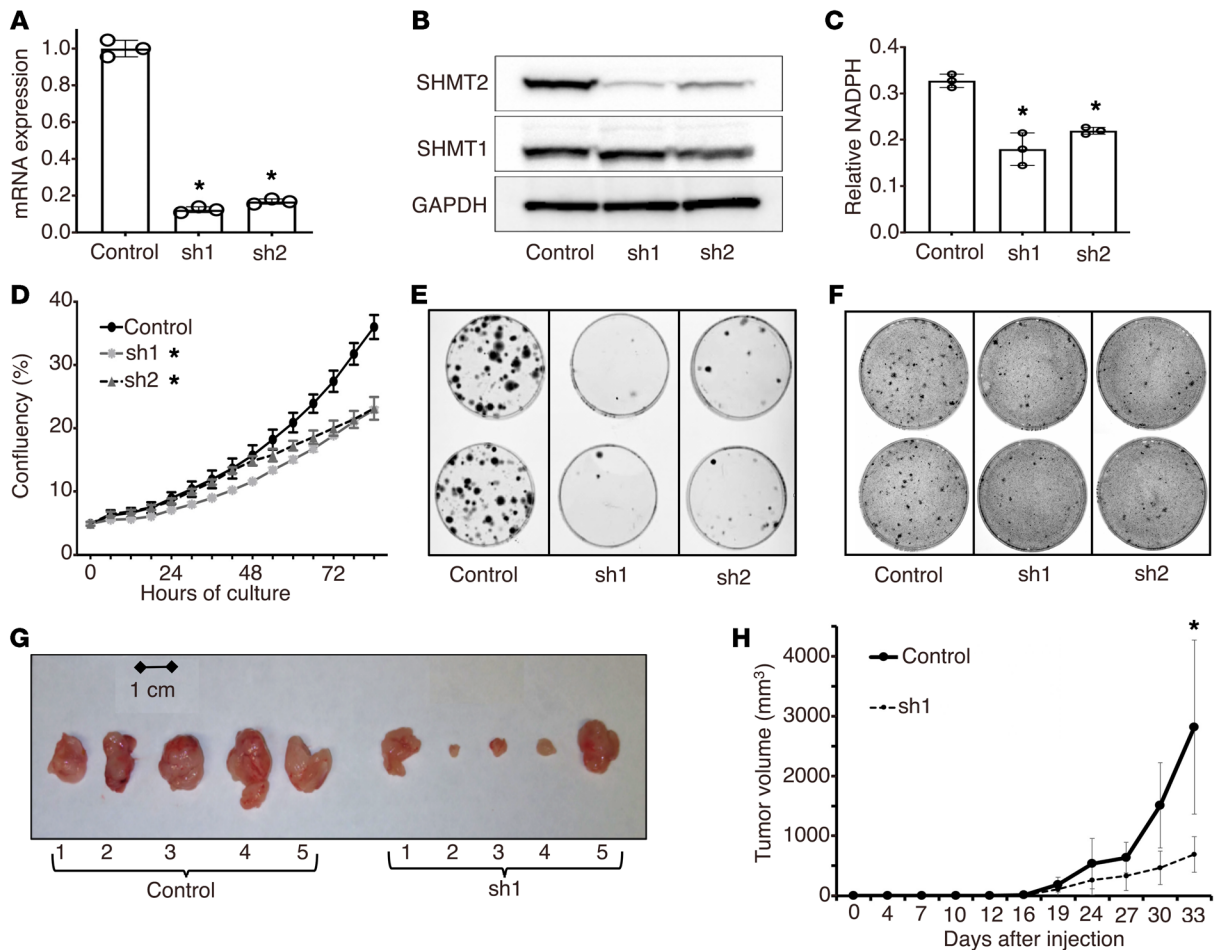 A
mRNA expression
1.0
0.8
0.6
0.4
0.2
0.0
*
*
Control
sh1
sh2
B
SHMT2
SHMT1
GAPDH
Control
sh1
sh2
C
Relative NADPH
0.4
0.3
0.2
0.1
0.0
*
*
Control
sh1
sh2
D
Confluency (%)
40
30
20
10
0
Control
sh1 *
sh2 *
0
24
48
72
Hours of culture
E
Control
sh1
sh2
F
Control
sh1
sh2
G
1 cm
1 2 3 4 5
Control
1 2 3 4 5
sh1
H
Tumor volume (mm³)
4000
3000
2000
1000
0
Control
sh1
*
0 4 7 10 12 16 19 24 27 30 33
Days after injection